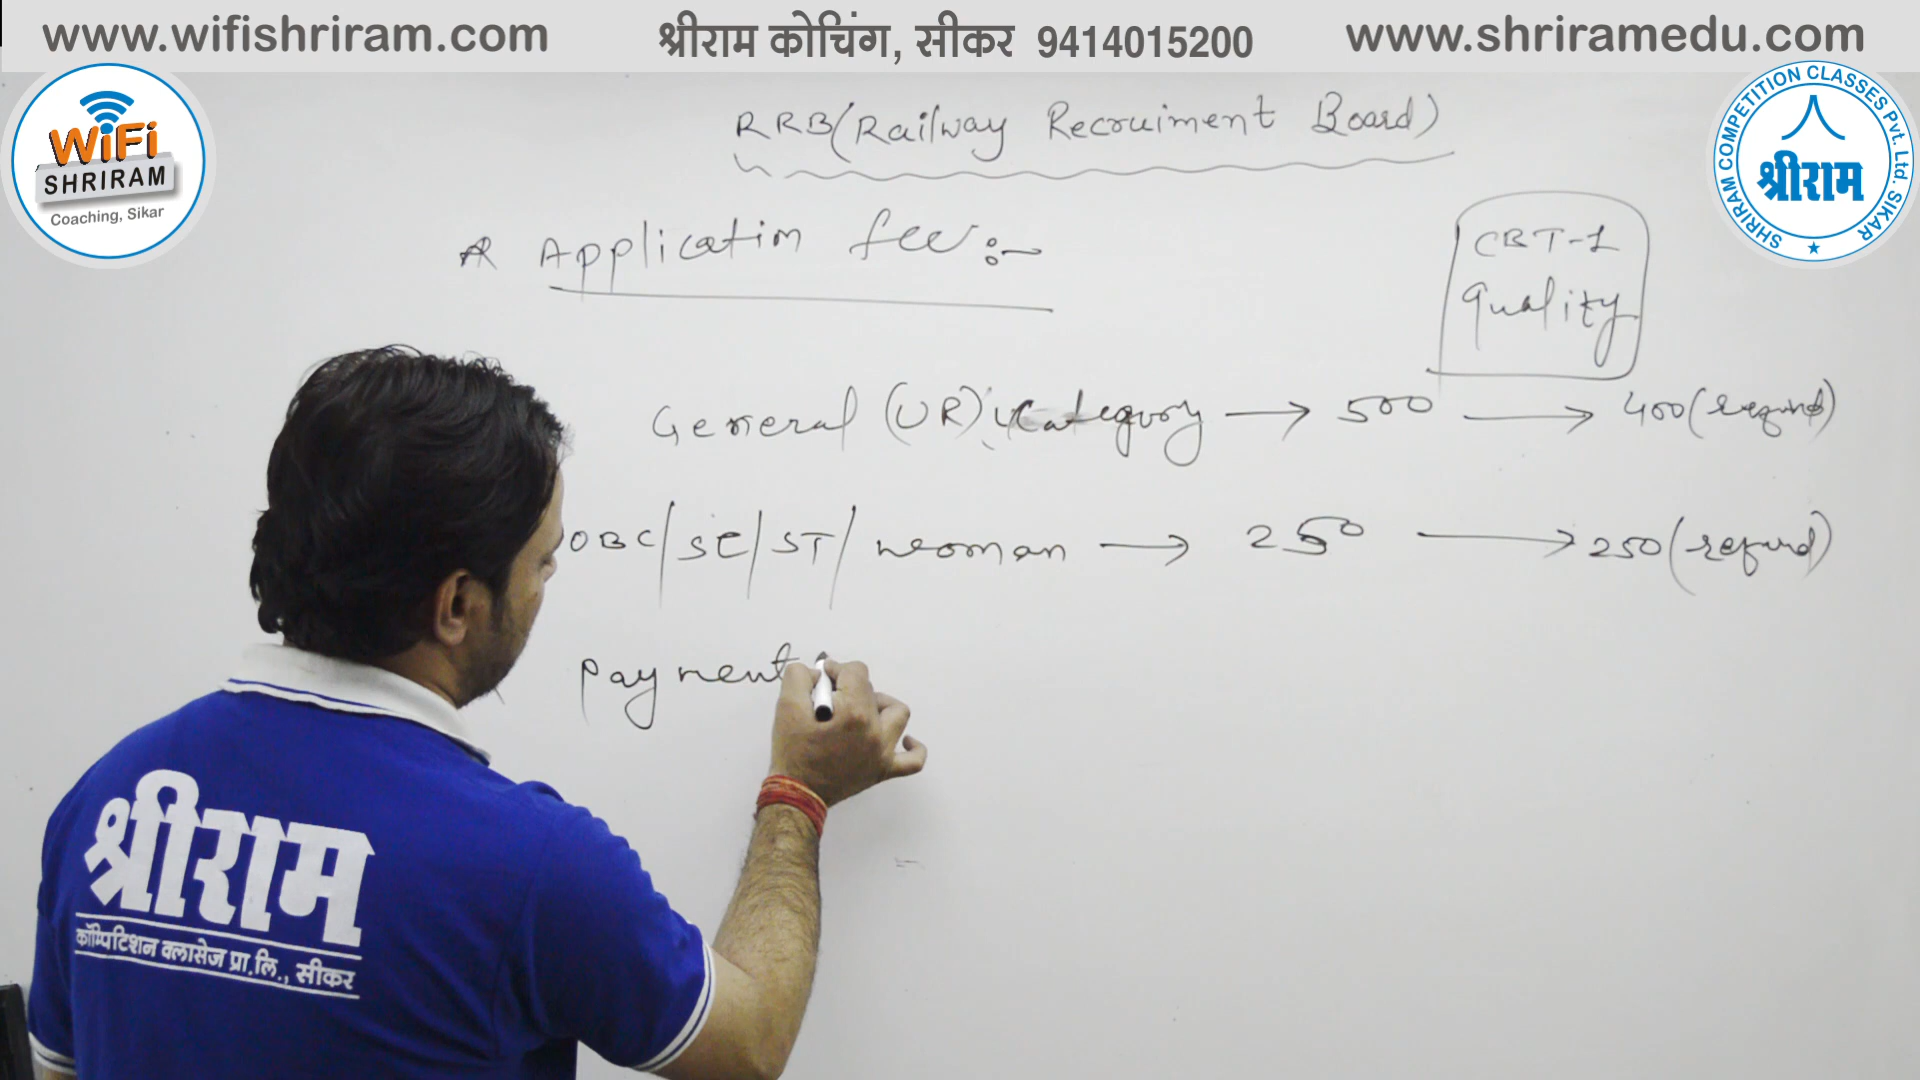 www.wifishriram.com
श्रीराम कोचिंग, सीकर 9414015200
www.shriramedu.com
WiFi
SHRIRAM
Coaching, Sikar
SHRIRAM COMPETITION CLASSES Pvt. Ltd. SIKAR
श्रीराम
RRB(Railway Recruiment Board)
Application fee:-
CBT-1
Quality
General (UR) Category → 500 → 400 (refund)
OBC/SC/ST/ woman → 250 → 250 (refund)
Payment
श्रीराम
कॉम्पिटिशन क्लासेज प्रा.लि., सीकर